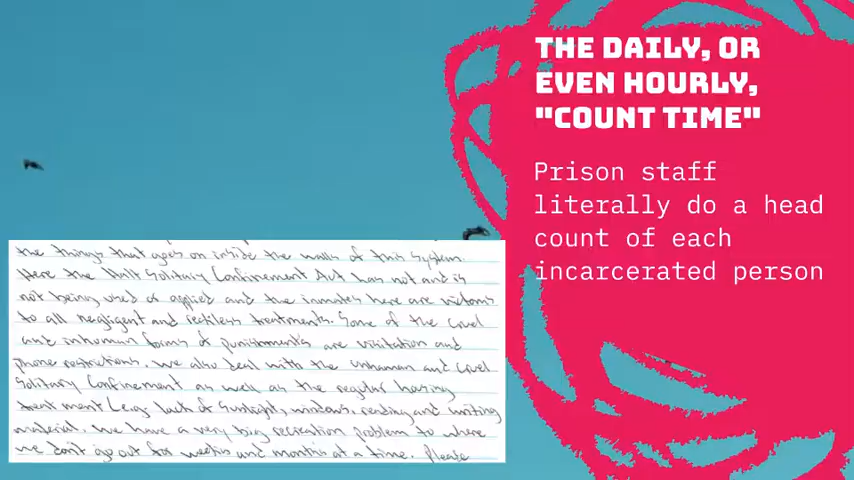 THE DAILY, OR
EVEN HOURLY,
"COUNT TIME"
Prison staff
literally do a head
count of each
incarcerated person
the things that goes on inside the walls of this system.
Here the Halt Solitary Confinement Act has not and is
not being used or applied and the inmates here are victoms
to all negligent and reckless treatments. Some of the cruel
and inhuman forms of punishments are visitation and
phone restrictions. We also deal with the inhuman and cruel
Solitary Confinement as well as the regular housing
treatment (e.g. lack of sunlight, windows, reading and writing
material. We have a very big recreation problem to where
we don't go out for weeks and months at a time. Please